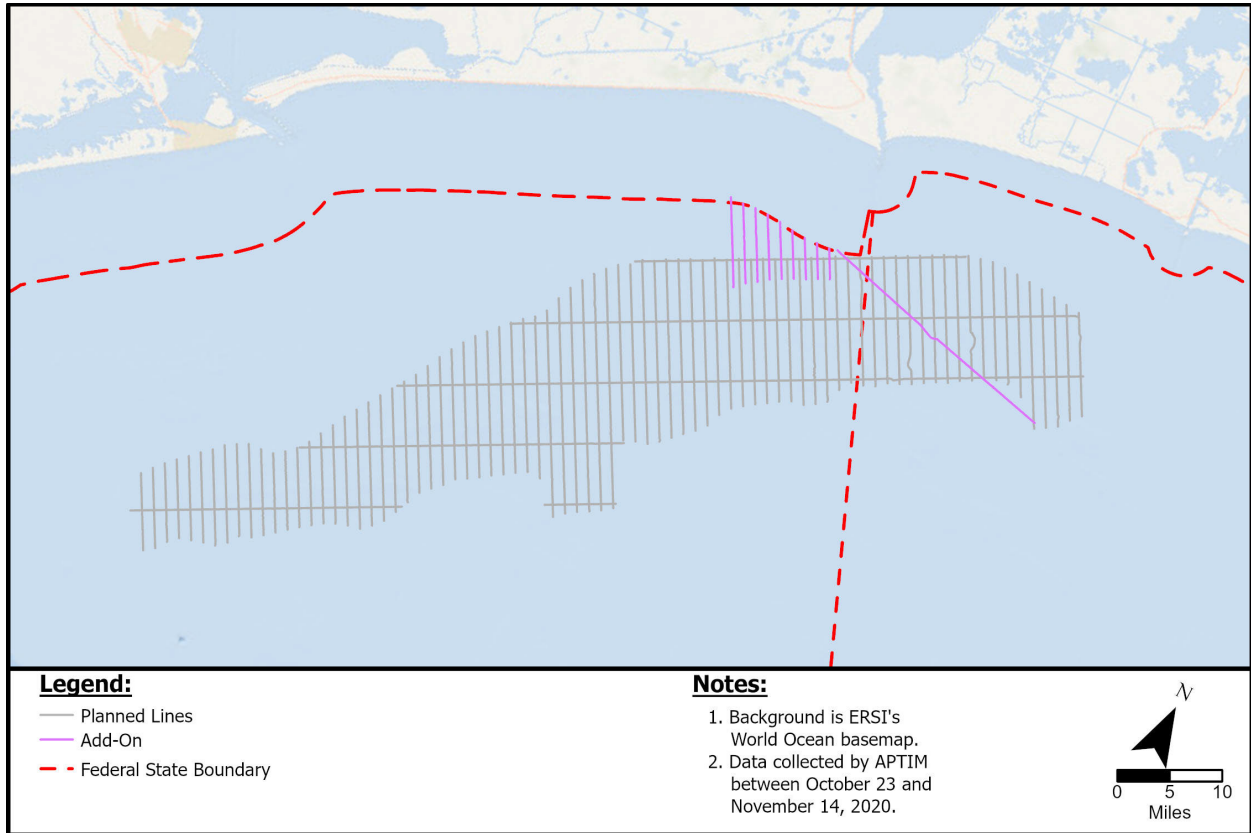 Legend:
Planned Lines
Add-On
Federal State Boundary
Notes:
1. Background is ERSI's
World Ocean basemap.
2. Data collected by APTIM
between October 23 and
November 14, 2020.
N
0 5 10
Miles